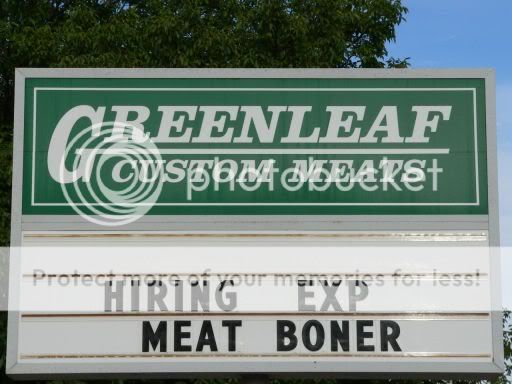 GREENLEAF
CUSTOM MEATS
photobucket
Protect more of your memories for less!
HIRING EXP
MEAT BONER